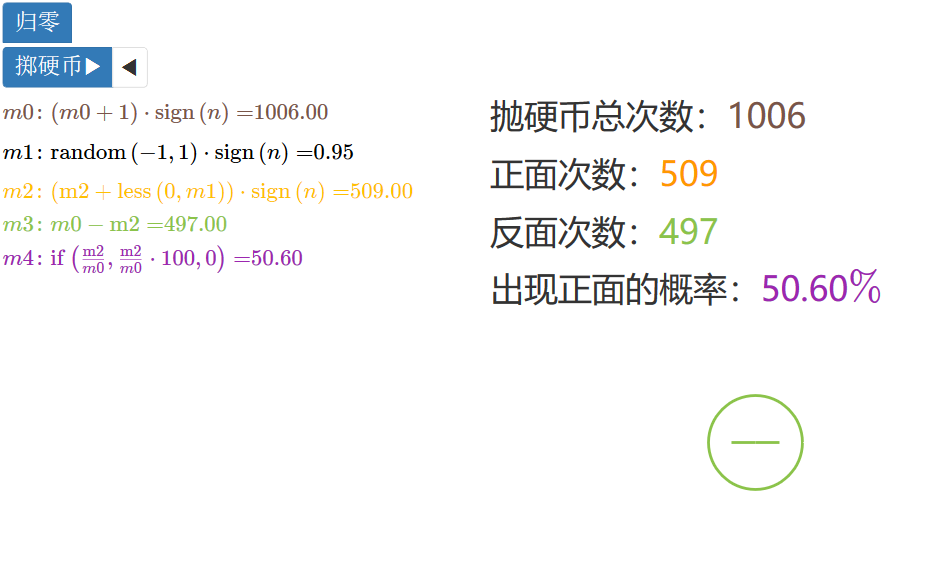 归零
掷硬币▶ ◀
m0: (m0 + 1) · sign (n) =1006.00
m1: random (−1, 1) · sign (n) =0.95
m2: (m2 + less (0, m1)) · sign (n) =509.00
m3: m0 − m2 =497.00
m4: if (m2/m0, m2/m0 · 100, 0) =50.60
抛硬币总次数：1006
正面次数：509
反面次数：497
出现正面的概率：50.60%
一